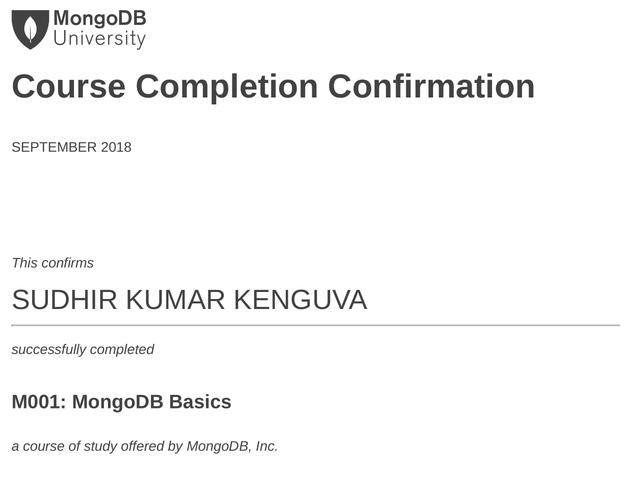 MongoDB
University
Course Completion Confirmation
SEPTEMBER 2018
This confirms
SUDHIR KUMAR KENGUVA
successfully completed
M001: MongoDB Basics
a course of study offered by MongoDB, Inc.